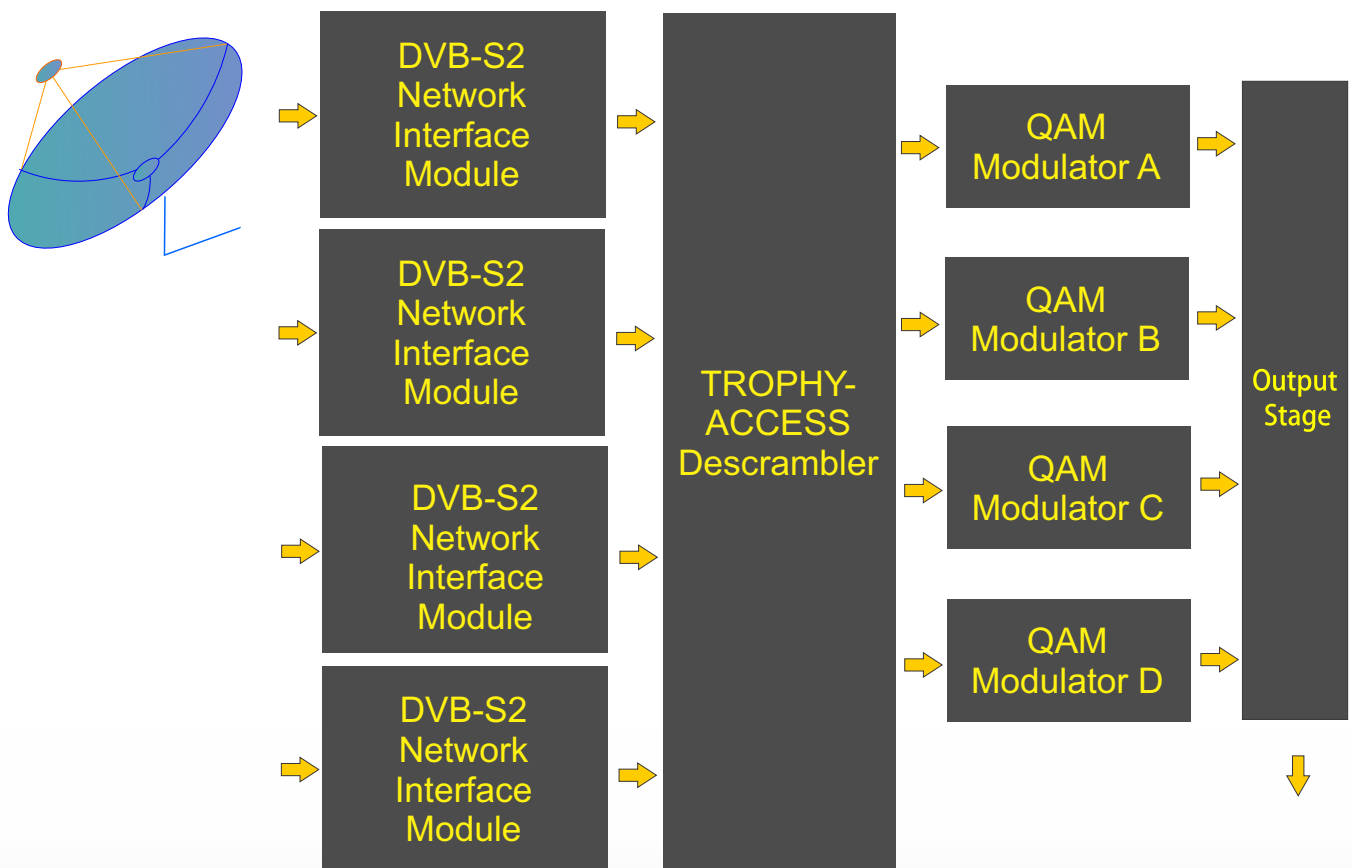 DVB-S2
Network
Interface
Module
DVB-S2
Network
Interface
Module
DVB-S2
Network
Interface
Module
DVB-S2
Network
Interface
Module
TROPHY-
ACCESS
Descrambler
QAM
Modulator A
QAM
Modulator B
QAM
Modulator C
QAM
Modulator D
Output
Stage